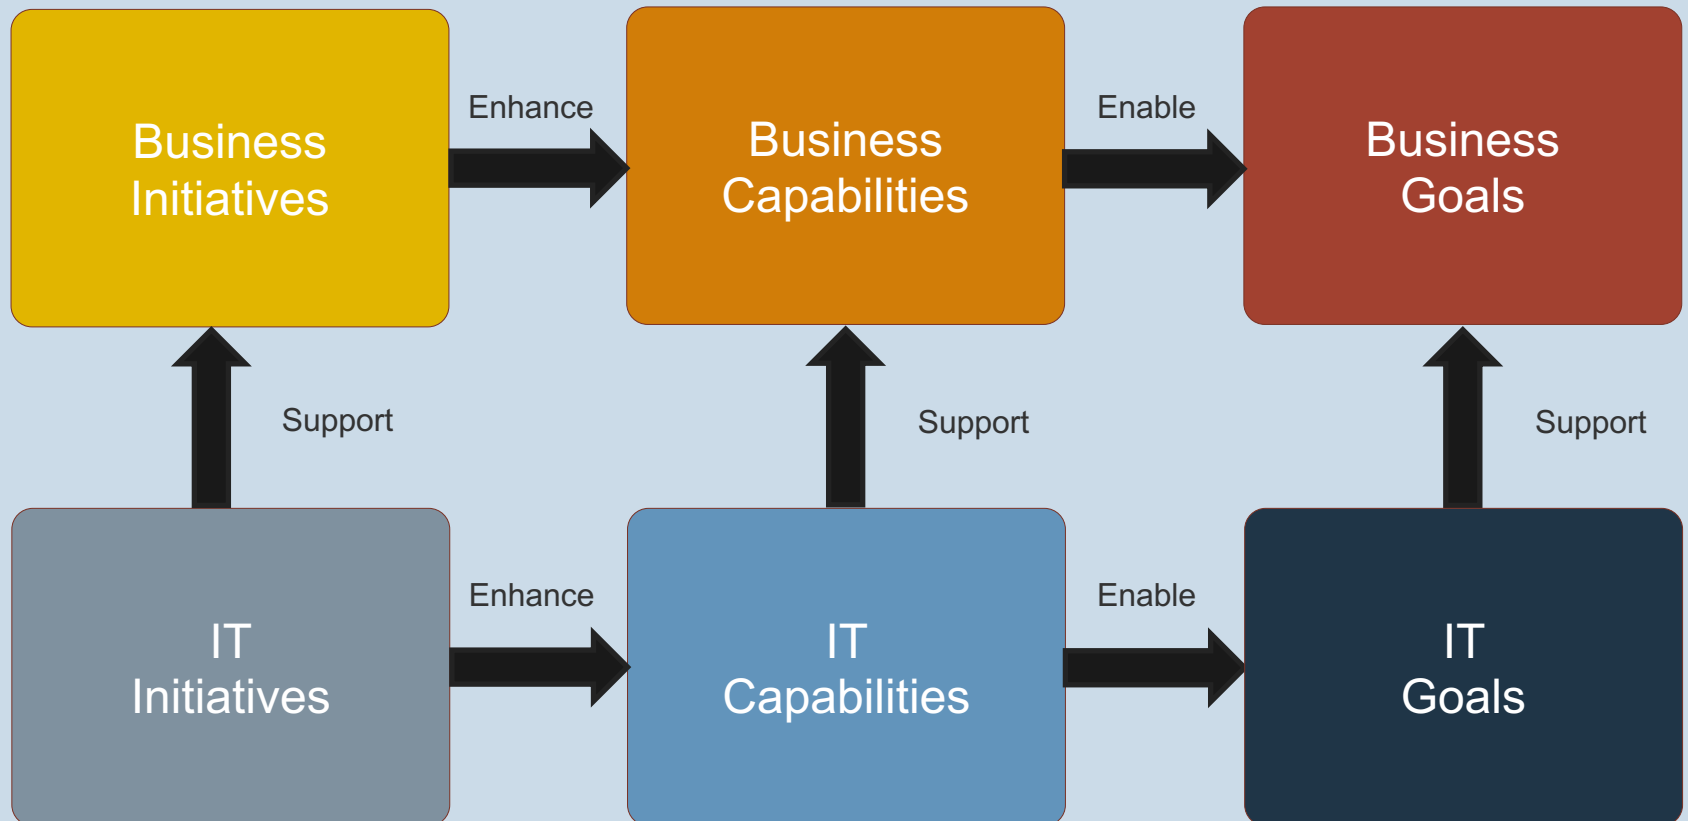 Business
Initiatives
Enhance
Business
Capabilities
Enable
Business
Goals
Support
Support
Support
IT
Initiatives
Enhance
IT
Capabilities
Enable
IT
Goals